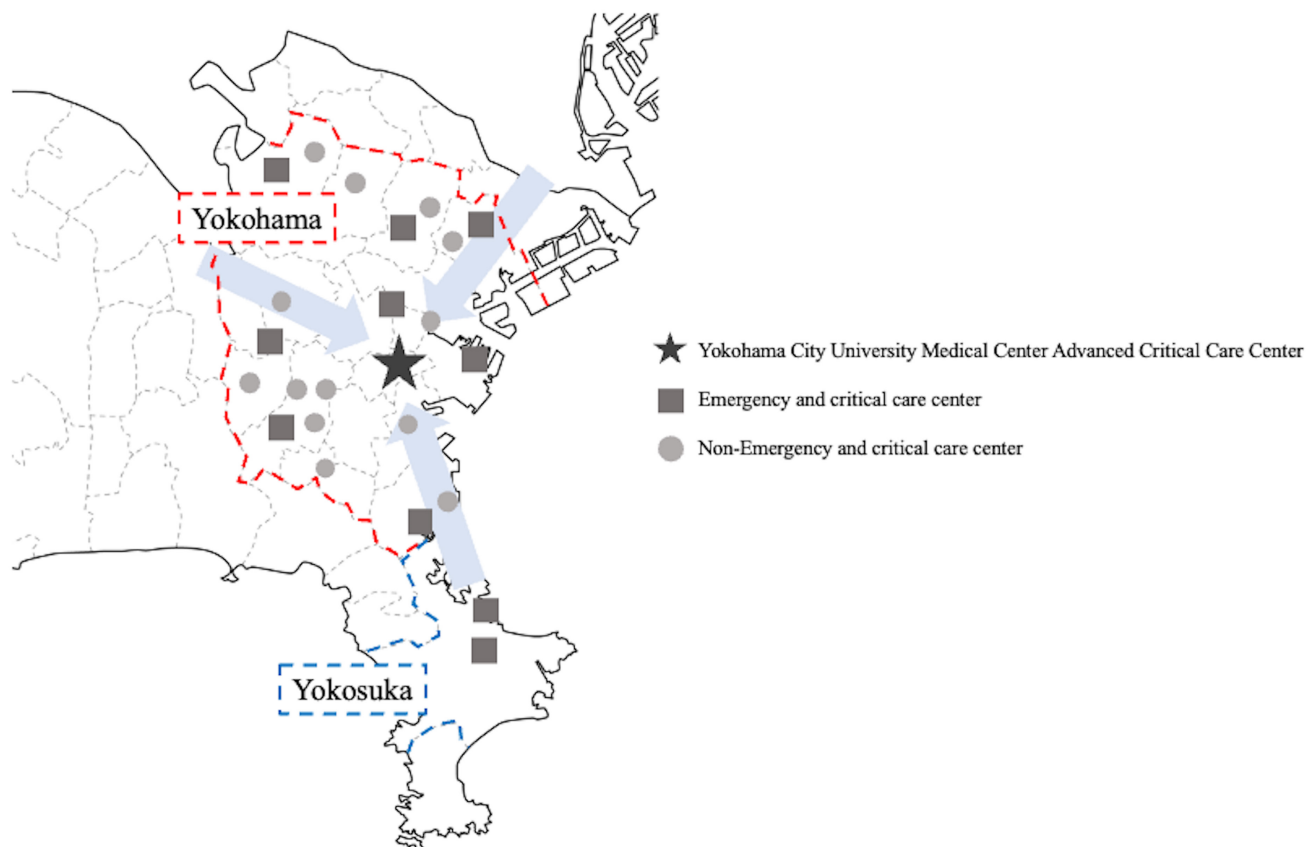 Yokohama
Yokohama City University Medical Center Advanced Critical Care Center
Emergency and critical care center
Non-Emergency and critical care center
Yokosuka